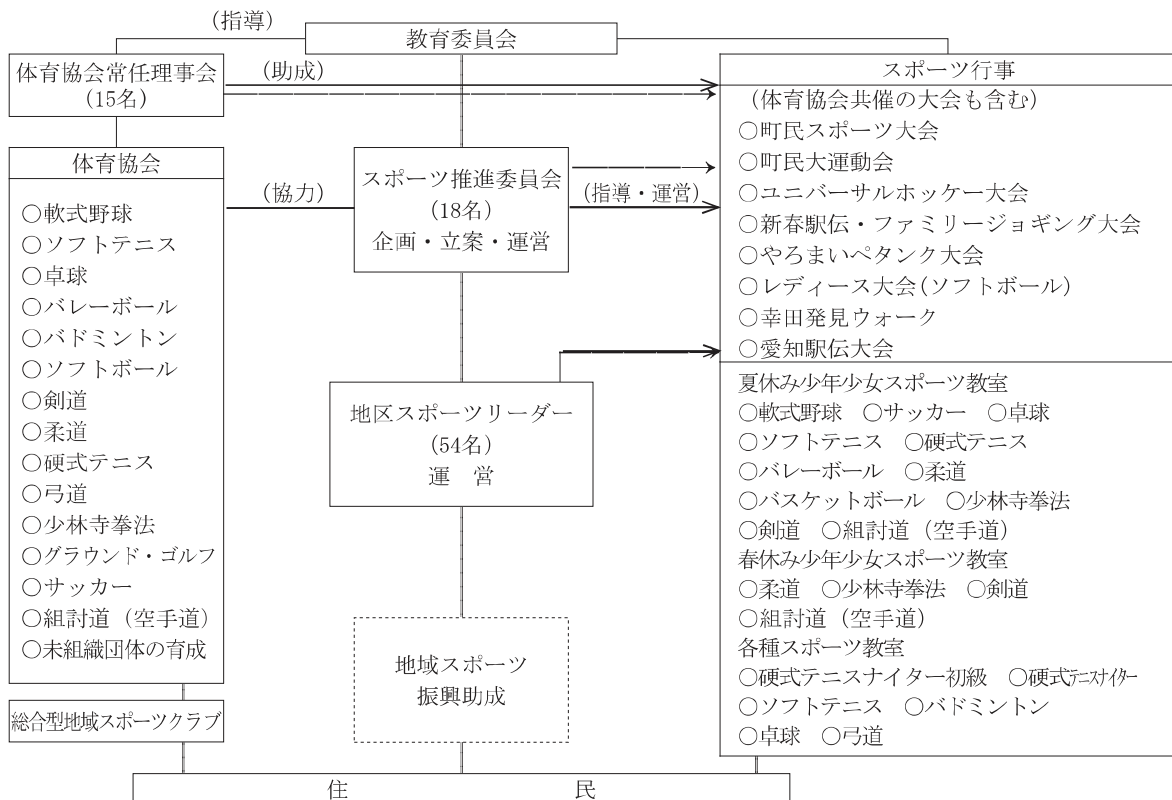 (指導)
教育委員会
体育協会常任理事会
(15名)
(助成)
体育協会
○軟式野球
○ソフトテニス
○卓球
○バレーボール
○バドミントン
○ソフトボール
○剣道
○柔道
○硬式テニス
○弓道
○少林寺拳法
○グラウンド・ゴルフ
○サッカー
○組討道（空手道）
○未組織団体の育成
総合型地域スポーツクラブ
(協力)
スポーツ推進委員会
(18名)
企画・立案・運営
(指導・運営)
地区スポーツリーダー
(54名)
運　営
地域スポーツ
振興助成
スポーツ行事
(体育協会共催の大会も含む)
○町民スポーツ大会
○町民大運動会
○ユニバーサルホッケー大会
○新春駅伝・ファミリージョギング大会
○やろまいペタンク大会
○レディース大会(ソフトボール)
○幸田発見ウォーク
○愛知駅伝大会
夏休み少年少女スポーツ教室
○軟式野球　○サッカー　○卓球
○ソフトテニス　○硬式テニス
○バレーボール　○柔道
○バスケットボール　○少林寺拳法
○剣道　○組討道（空手道）
春休み少年少女スポーツ教室
○柔道　○少林寺拳法　○剣道
○組討道（空手道）
各種スポーツ教室
○硬式テニスナイター初級　○硬式テニスナイター
○ソフトテニス　○バドミントン
○卓球　○弓道
住　民